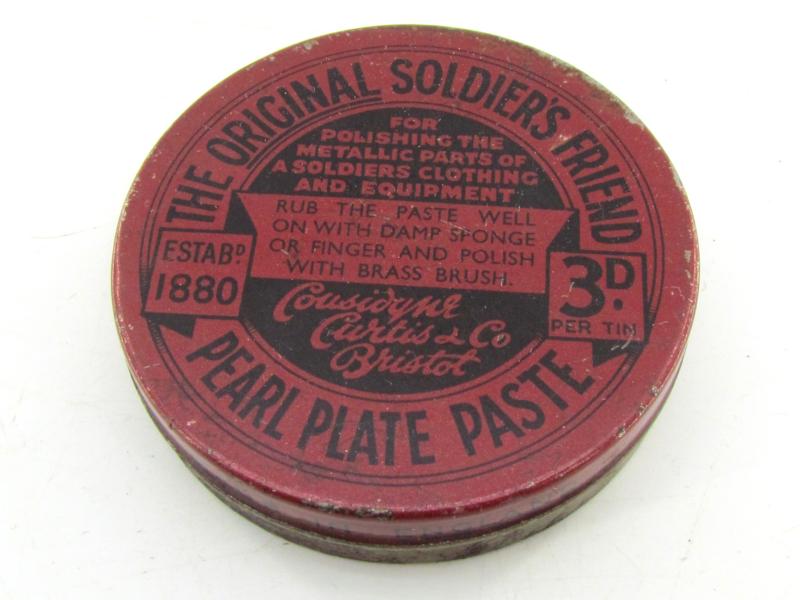 THE ORIGINAL SOLDIER'S FRIEND
FOR
POLISHING THE
METALLIC PARTS OF
A SOLDIERS CLOTHING
AND EQUIPMENT
RUB THE PASTE WELL
ON WITH DAMP SPONGE
OR FINGER AND POLISH
WITH BRASS BRUSH.
ESTABD
1880
3D.
PER TIN
Considyne
Curtis & Co
Bristol
PEARL PLATE PASTE